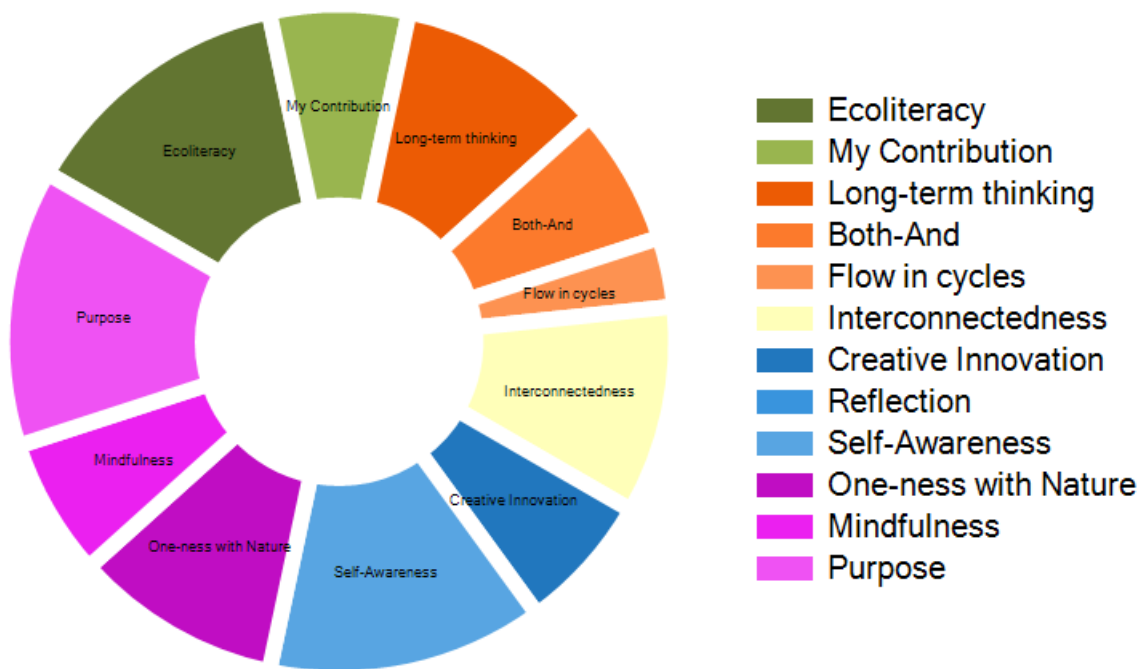 My Contribution
Long-term thinking
Ecoliteracy
Both-And
Flow in cycles
Purpose
Interconnectedness
Mindfulness
Creative Innovation
One-ness with Nature
Self-Awareness
Ecoliteracy
My Contribution
Long-term thinking
Both-And
Flow in cycles
Interconnectedness
Creative Innovation
Reflection
Self-Awareness
One-ness with Nature
Mindfulness
Purpose